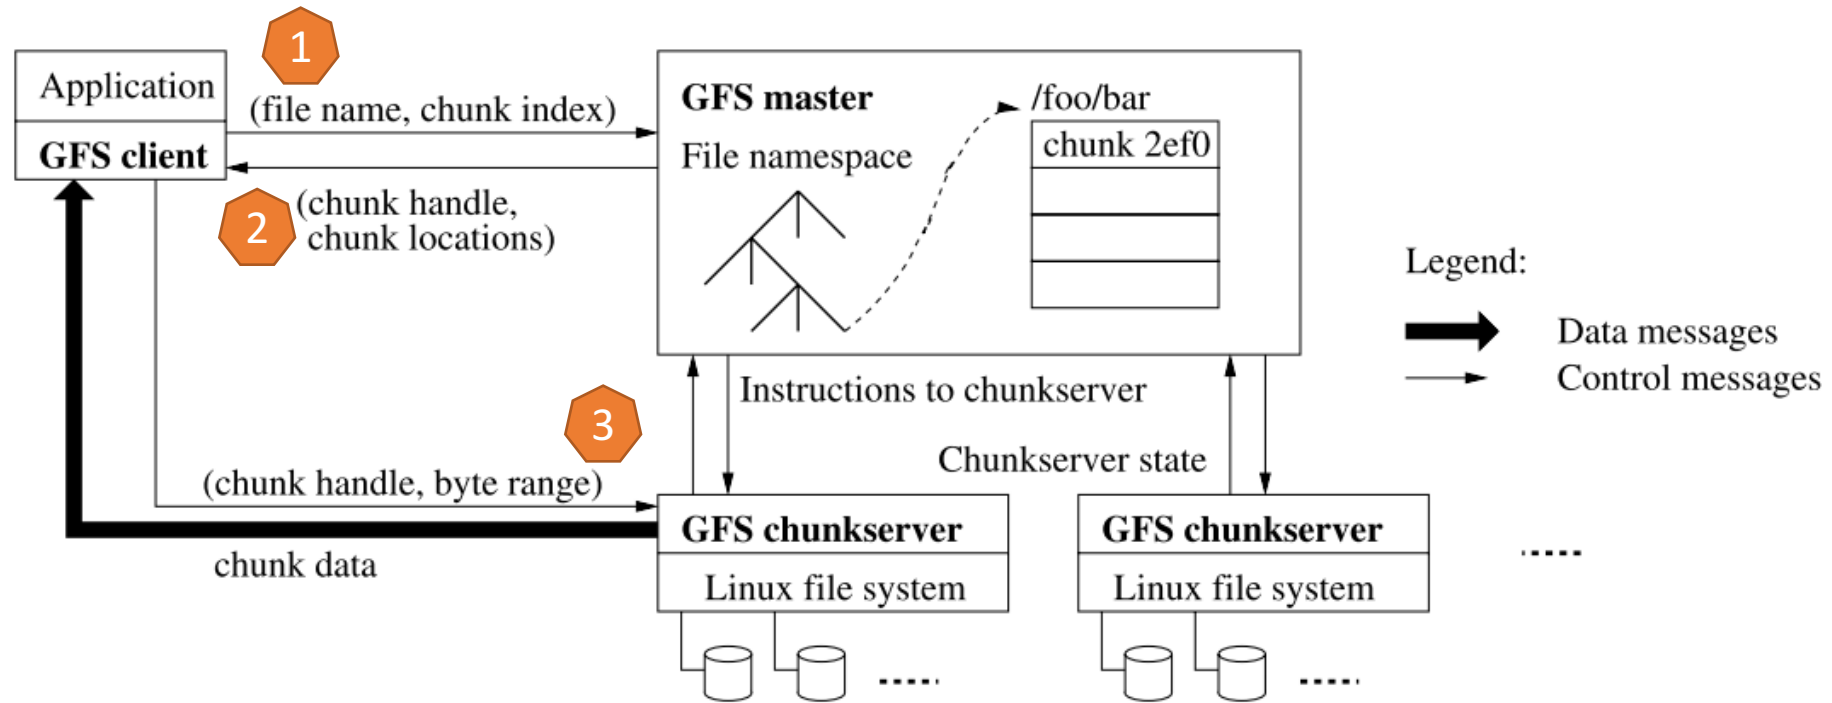 1
Application
(file name, chunk index)
GFS client
2
(chunk handle,
chunk locations)
GFS master
File namespace
/foo/bar
chunk 2ef0
Legend:
Data messages
Control messages
Instructions to chunkserver
Chunkserver state
3
(chunk handle, byte range)
chunk data
GFS chunkserver
Linux file system
GFS chunkserver
Linux file system